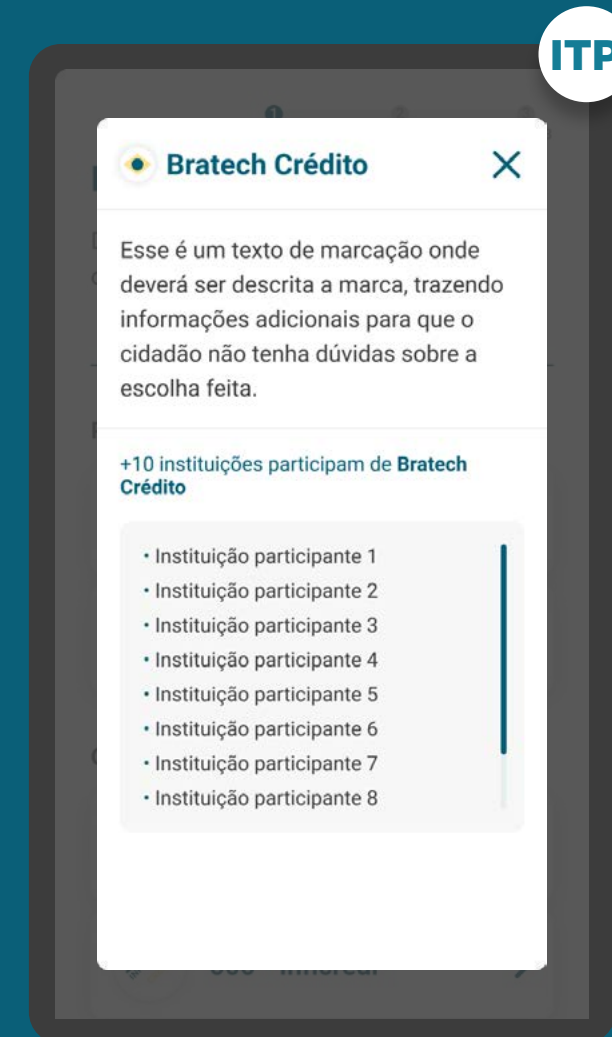 ITP
Bratech Crédito
Esse é um texto de marcação onde
deverá ser descrita a marca, trazendo
informações adicionais para que o
cidadão não tenha dúvidas sobre a
escolha feita.
+10 instituições participam de Bratech
Crédito
• Instituição participante 1
• Instituição participante 2
• Instituição participante 3
• Instituição participante 4
• Instituição participante 5
• Instituição participante 6
• Instituição participante 7
• Instituição participante 8